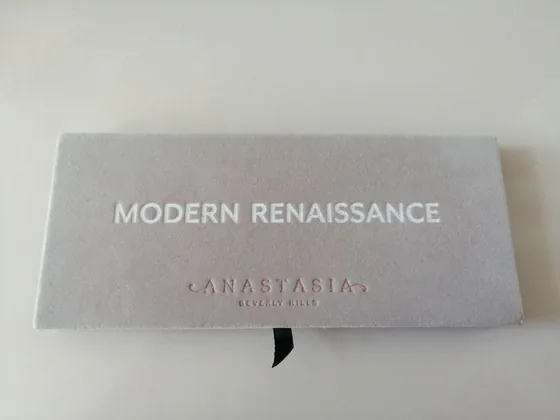 MODERN RENAISSANCE
ANASTASIA
BEVERLY HILLS